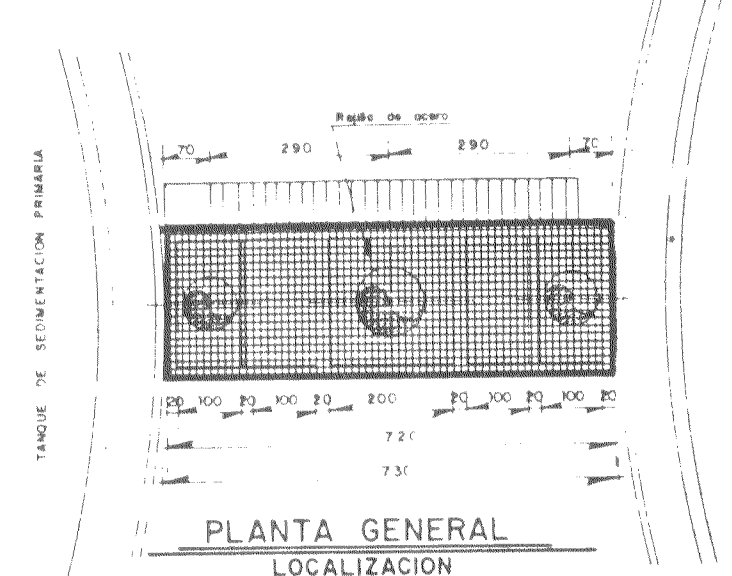 Rejilla de acero
70 290 290 70
TANQUE DE SEDIMENTACION PRIMARIA
20 100 20 100 20 200 20 100 20 100 20
720
730
PLANTA GENERAL
LOCALIZACION